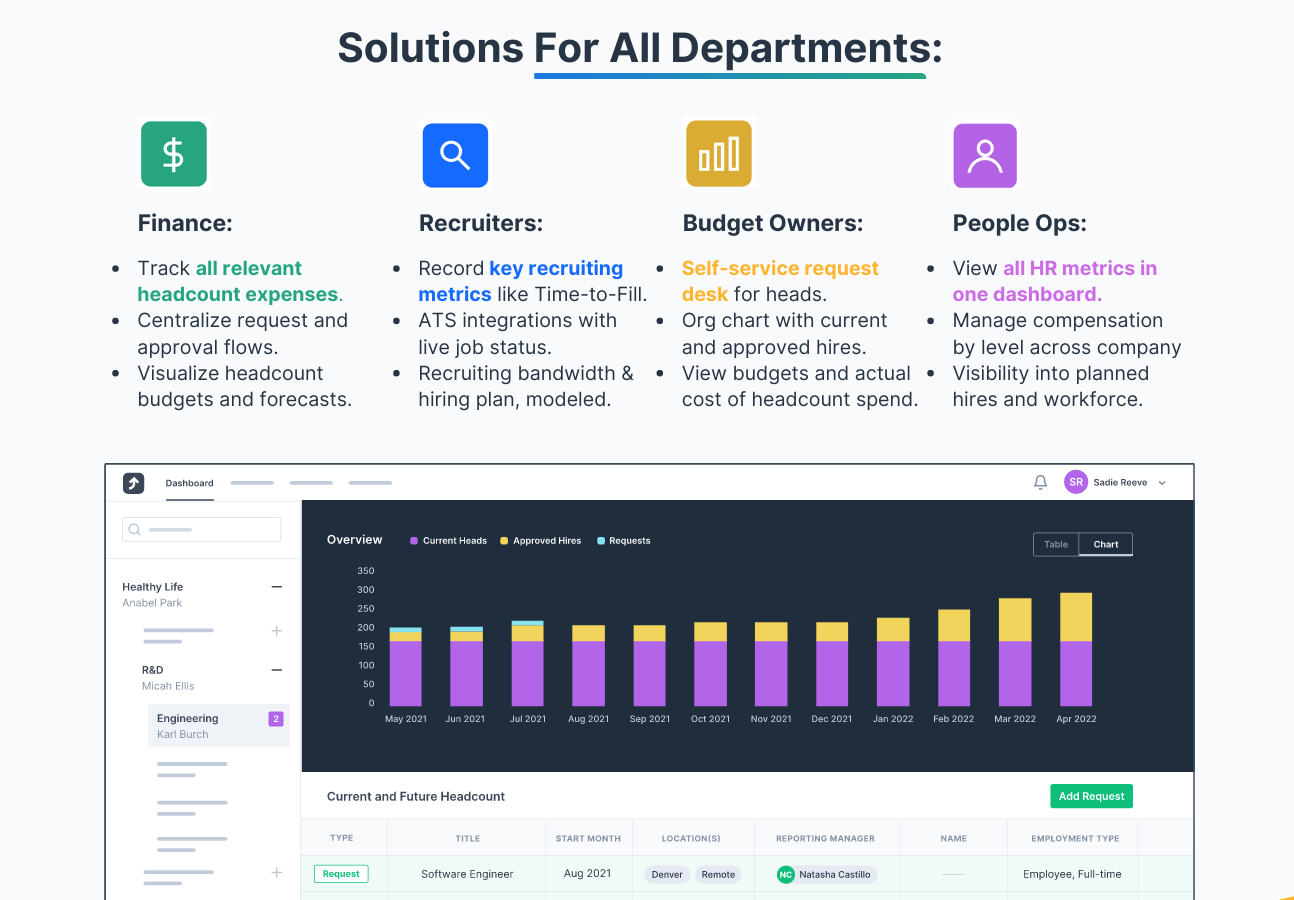 Solutions For All Departments:
Finance:
Track all relevant
headcount expenses.
Centralize request and
approval flows.
Visualize headcount
budgets and forecasts.
Recruiters:
Record key recruiting
metrics like Time-to-Fill.
ATS integrations with
live job status.
Recruiting bandwidth &
hiring plan, modeled.
Budget Owners:
Self-service request
desk for heads.
Org chart with current
and approved hires.
View budgets and actual
cost of headcount spend.
People Ops:
View all HR metrics in
one dashboard.
Manage compensation
by level across company
Visibility into planned
hires and workforce.
Dashboard
SR Sadie Reeve
Healthy Life
Anabel Park
R&D
Micah Ellis
Engineering 2
Karl Burch
Overview Current Heads Approved Hires Requests Table Chart
350
300
250
200
150
100
50
0
May 2021 Jun 2021 Jul 2021 Aug 2021 Sep 2021 Oct 2021 Nov 2021 Dec 2021 Jan 2022 Feb 2022 Mar 2022 Apr 2022
Current and Future Headcount Add Request
TYPE TITLE START MONTH LOCATION(S) REPORTING MANAGER NAME EMPLOYMENT TYPE
Request Software Engineer Aug 2021 Denver Remote NC Natasha Castillo Employee, Full-time